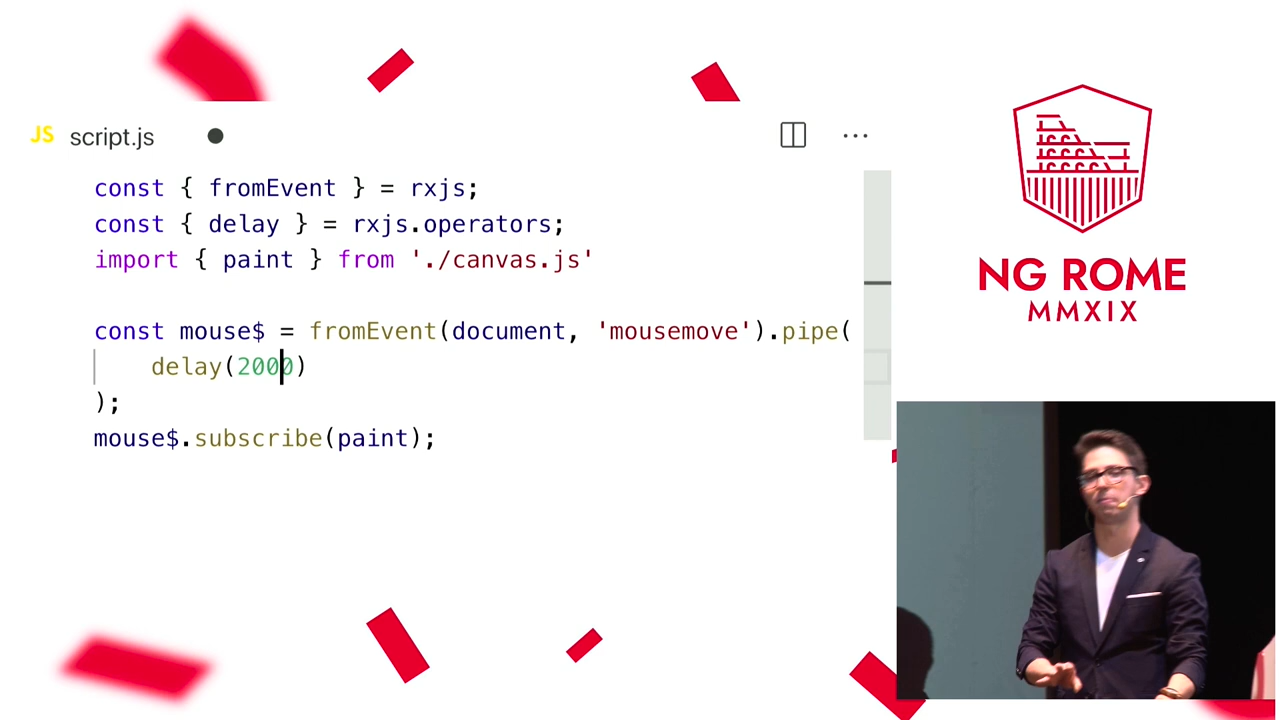 JS script.js
const { fromEvent } = rxjs;
const { delay } = rxjs.operators;
import { paint } from './canvas.js'
const mouse$ = fromEvent(document, 'mousemove').pipe(
delay(2000)
);
mouse$.subscribe(paint);
NG ROME
MMXIX